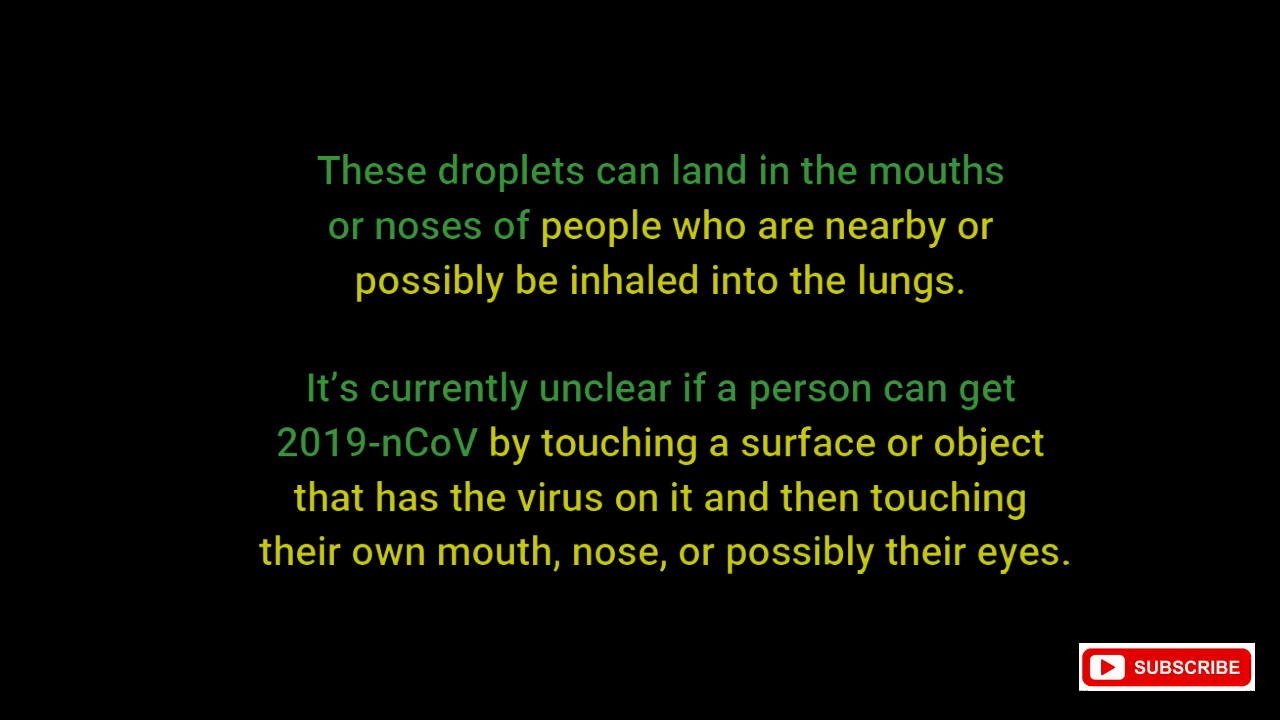 These droplets can land in the mouths
or noses of people who are nearby or
possibly be inhaled into the lungs.
It’s currently unclear if a person can get
2019-nCoV by touching a surface or object
that has the virus on it and then touching
their own mouth, nose, or possibly their eyes.
SUBSCRIBE